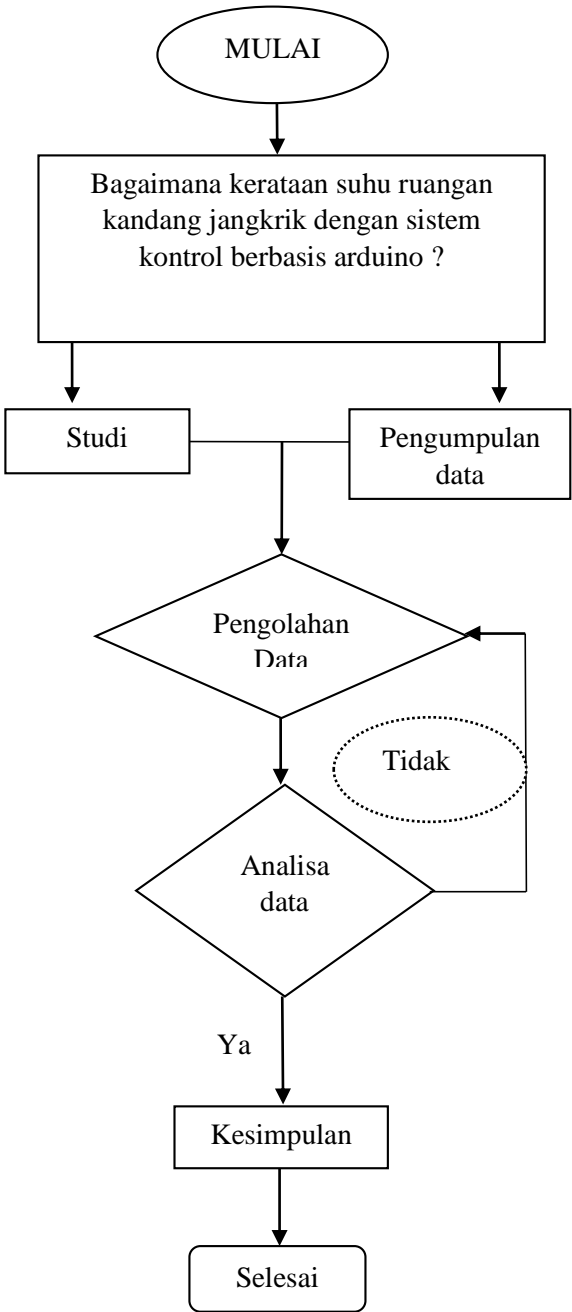 MULAI
Bagaimana kerataan suhu ruangan
kandang jangkrik dengan sistem
kontrol berbasis arduino ?
Studi
Pengumpulan
data
Pengolahan
Data
Tidak
Analisa
data
Ya
Kesimpulan
Selesai